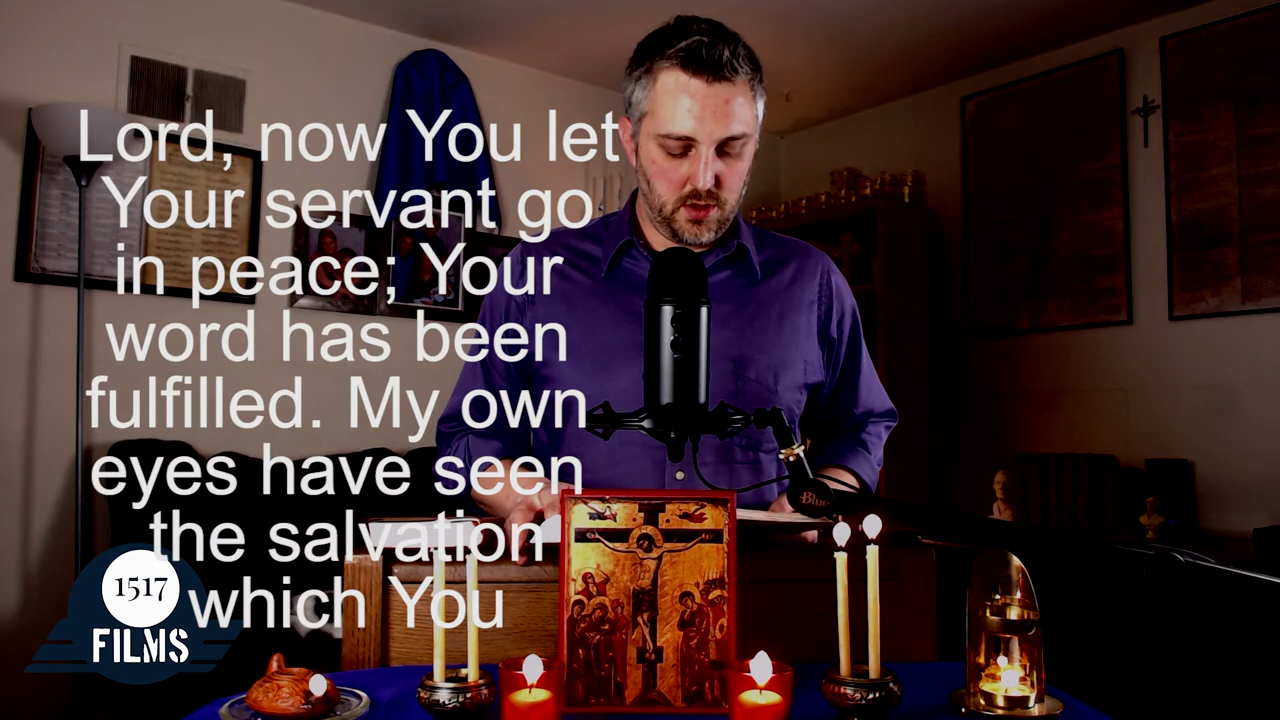 Lord, now You let
Your servant go
in peace; Your
word has been
fulfilled. My own
eyes have seen
the salvation
which You
1517
FILMS
Blue